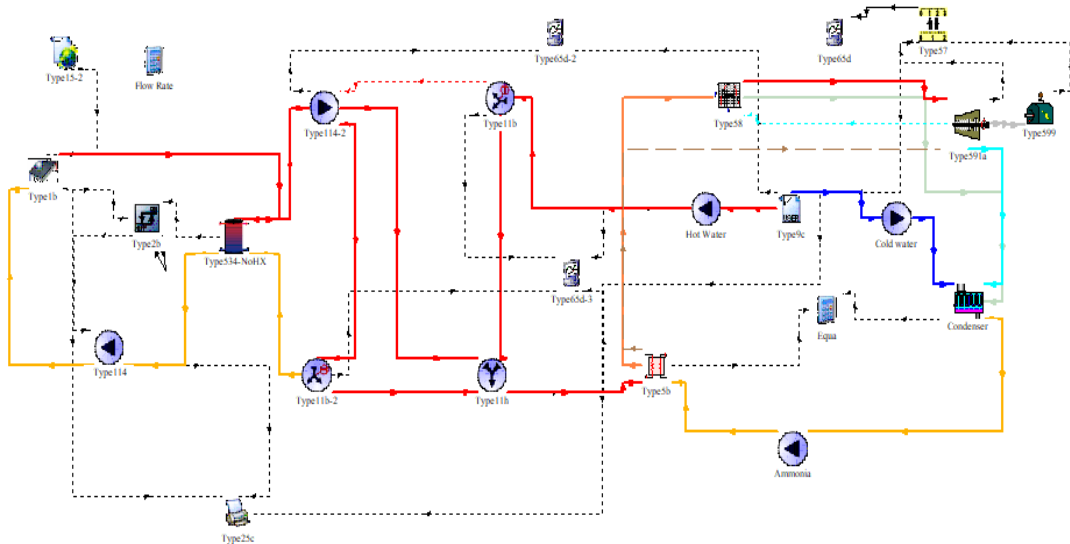 Type15-2
Flow Rate
Type65d-2
Type65d
Type57
Type114-2
Type11b
Type58
Type599
Type591a
Type1b
Type2b
Type534-NoHX
Hot Water
USER
Type9c
Cold water
Type65d-3
Equa
Condenser
Type114
Type11b-2
Type11h
Type5b
Ammonia
Type25c